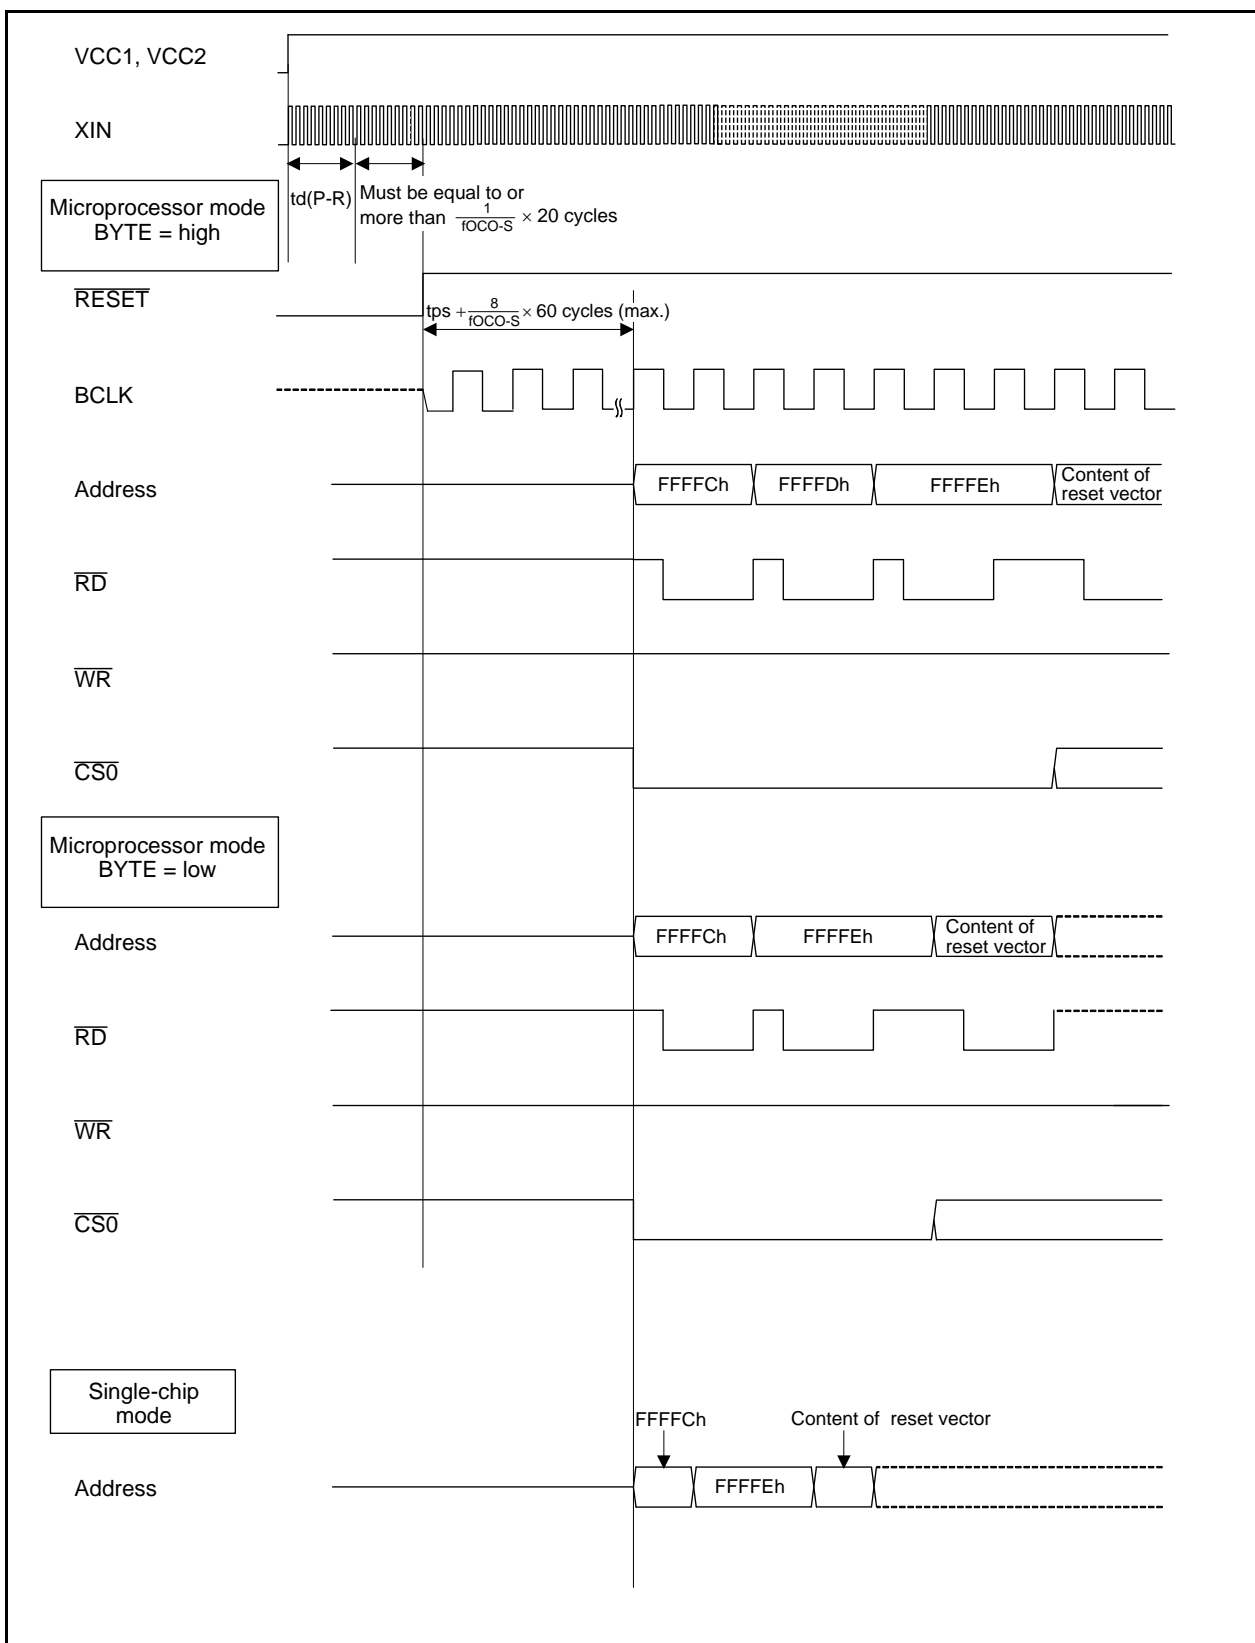 VCC1, VCC2
XIN
td(P-R)
Must be equal to or
more than 1/fOCO-S × 20 cycles
Microprocessor mode
BYTE = high
RESET
tps + 8/fOCO-S × 60 cycles (max.)
BCLK
Address
FFFFCh
FFFFDh
FFFFEh
Content of
reset vector
RD
WR
CS0
Microprocessor mode
BYTE = low
Address
FFFFCh
FFFFEh
Content of
reset vector
RD
WR
CS0
Single-chip
mode
FFFFCh
Content of reset vector
Address
FFFFEh